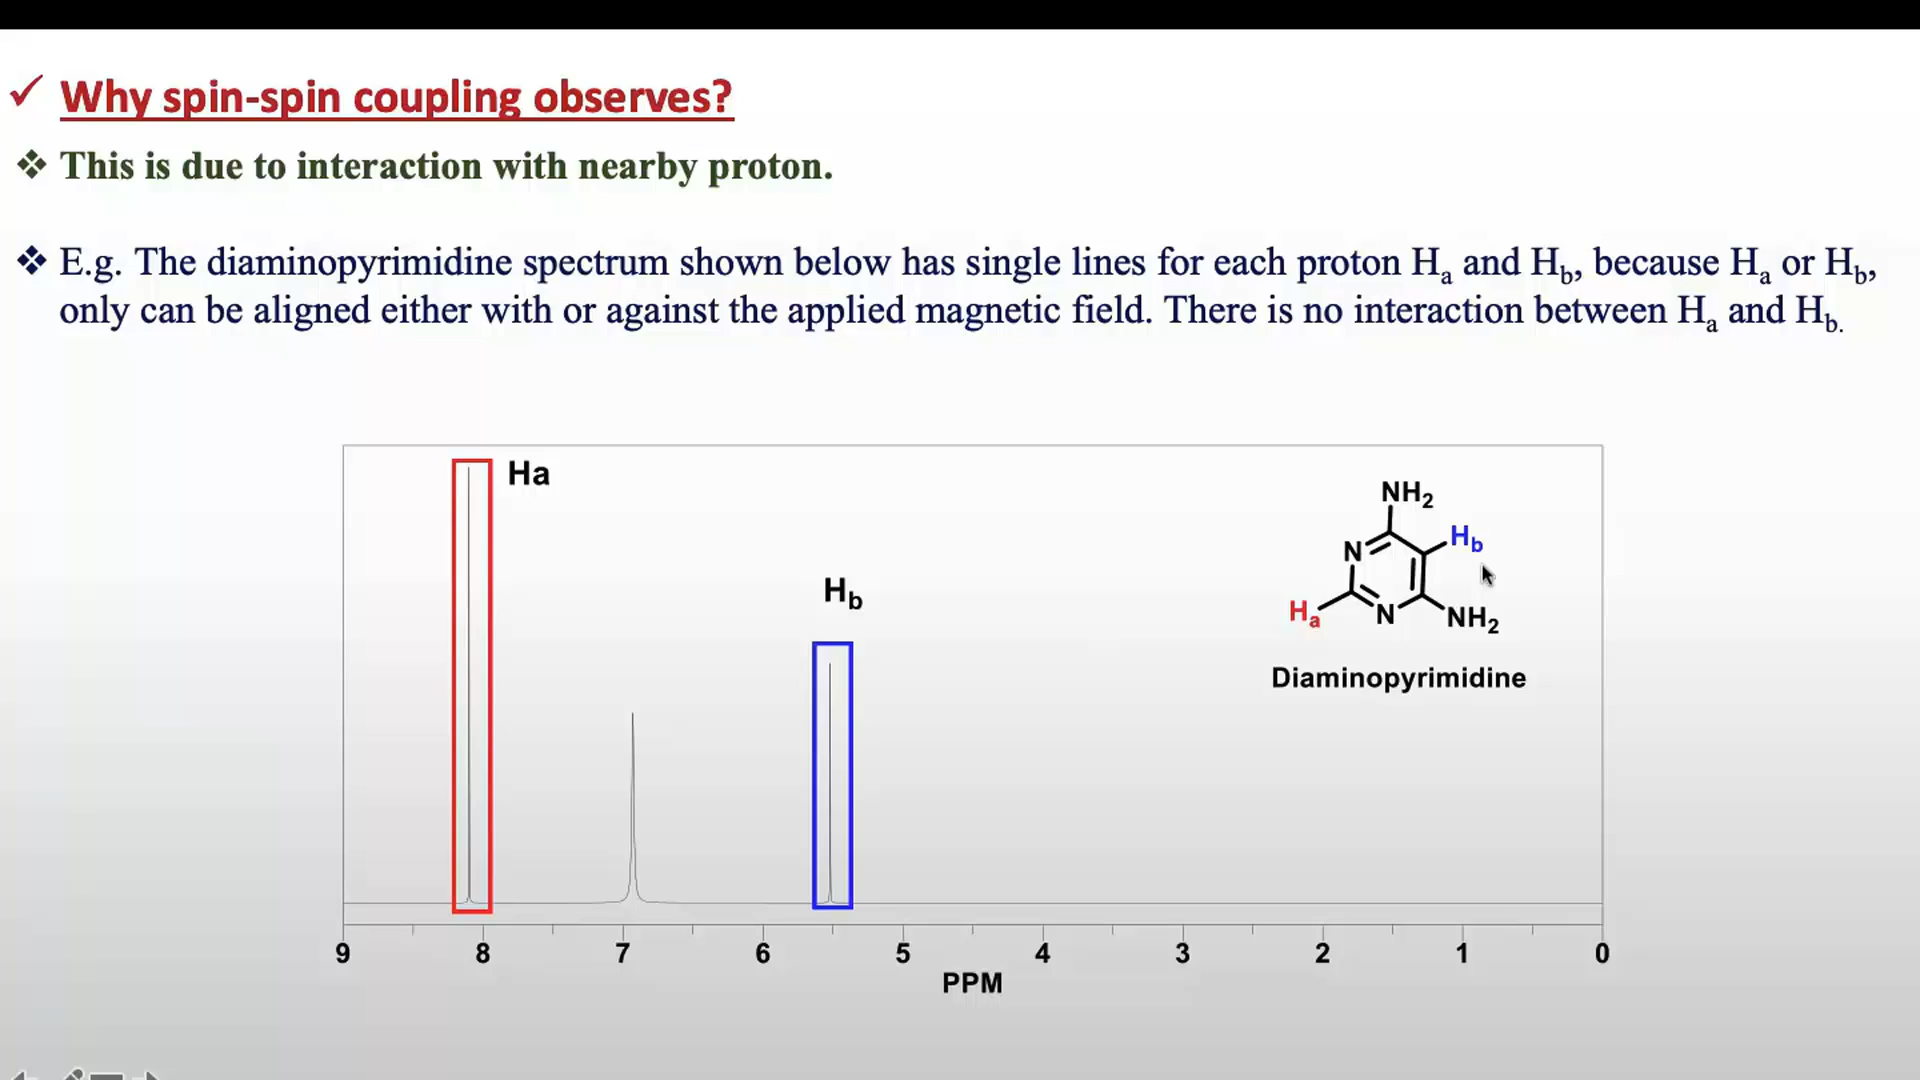 ✓ Why spin-spin coupling observes?
❖ This is due to interaction with nearby proton.
❖ E.g. The diaminopyrimidine spectrum shown below has single lines for each proton Ha and Hb, because Ha or Hb,
only can be aligned either with or against the applied magnetic field. There is no interaction between Ha and Hb.
Ha
NH2
N
Hb
Hb
Ha
N
NH2
Diaminopyrimidine
9 8 7 6 5 4 3 2 1 0
PPM